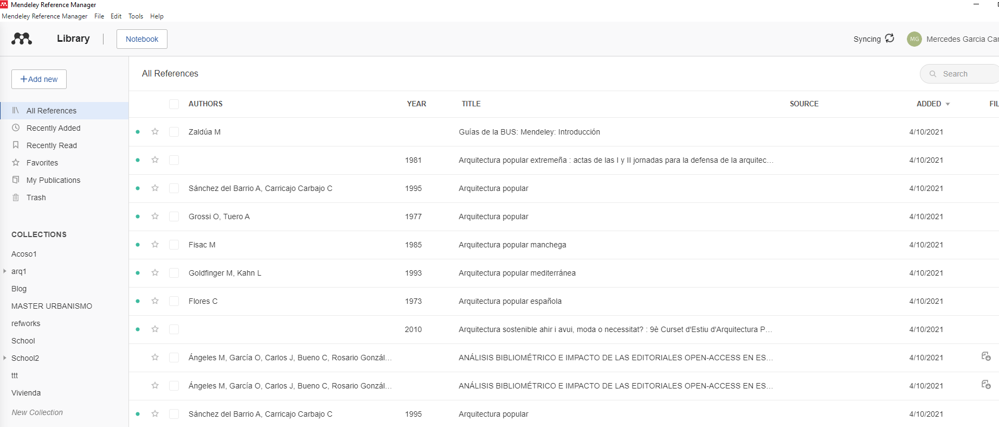 Mendeley Reference Manager
Mendeley Reference Manager File Edit Tools Help
Library Notebook Syncing MG Mercedes Garcia Car
Add new
All References
Recently Added
Recently Read
Favorites
My Publications
Trash
COLLECTIONS
Acoso1
arq1
Blog
MASTER URBANISMO
refworks
School
School2
ttt
Vivienda
New Collection
All References Search
AUTHORS YEAR TITLE SOURCE ADDED FIL
Zaldúa M Guías de la BUS: Mendeley: Introducción 4/10/2021
1981 Arquitectura popular extremeña : actas de las I y II jornadas para la defensa de la arquitec... 4/10/2021
Sánchez del Barrio A, Carricajo Carbajo C 1995 Arquitectura popular 4/10/2021
Grossi O, Tuero A 1977 Arquitectura popular 4/10/2021
Fisac M 1985 Arquitectura popular manchega 4/10/2021
Goldfinger M, Kahn L 1993 Arquitectura popular mediterránea 4/10/2021
Flores C 1973 Arquitectura popular española 4/10/2021
2010 Arquitectura sostenible ahir i avui, moda o necessitat? : 9è Curset d'Estiu d'Arquitectura P... 4/10/2021
Ángeles M, García O, Carlos J, Bueno C, Rosario Gonzál... ANÁLISIS BIBLIOMÉTRICO E IMPACTO DE LAS EDITORIALES OPEN-ACCESS EN ES... 4/10/2021
Ángeles M, García O, Carlos J, Bueno C, Rosario Gonzál... ANÁLISIS BIBLIOMÉTRICO E IMPACTO DE LAS EDITORIALES OPEN-ACCESS EN ES... 4/10/2021
Sánchez del Barrio A, Carricajo Carbajo C 1995 Arquitectura popular 4/10/2021